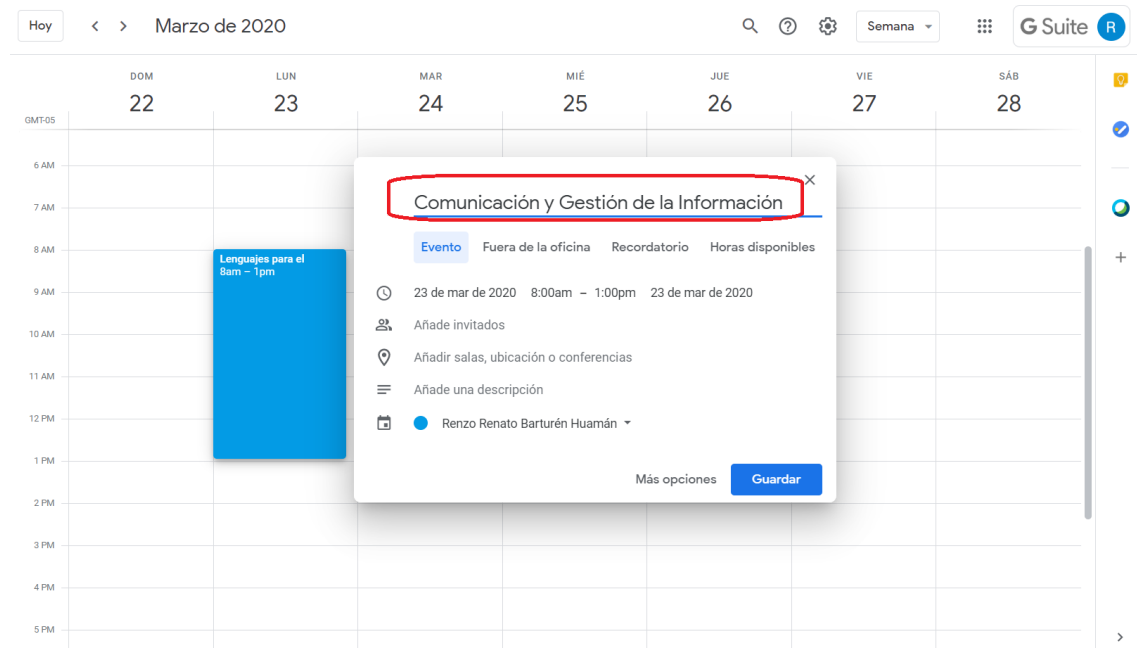 Hoy
Marzo de 2020
Semana
G Suite
R
DOM LUN MAR MIÉ JUE VIE SÁB
22 23 24 25 26 27 28
GMT-05
6 AM
7 AM
8 AM
9 AM
10 AM
11 AM
12 PM
1 PM
2 PM
3 PM
4 PM
5 PM
Lenguajes para el
8am – 1pm
Comunicación y Gestión de la Información
Evento Fuera de la oficina Recordatorio Horas disponibles
23 de mar de 2020 8:00am – 1:00pm 23 de mar de 2020
Añade invitados
Añadir salas, ubicación o conferencias
Añade una descripción
Renzo Renato Barturén Huamán
Más opciones Guardar